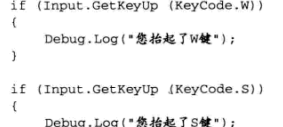 if (Input.GetKeyUp (KeyCode.W))
{
Debug.Log("您抬起了W键");
}
if (Input.GetKeyUp (KeyCode.S))
{
Debug.Log("您抬起了S键");